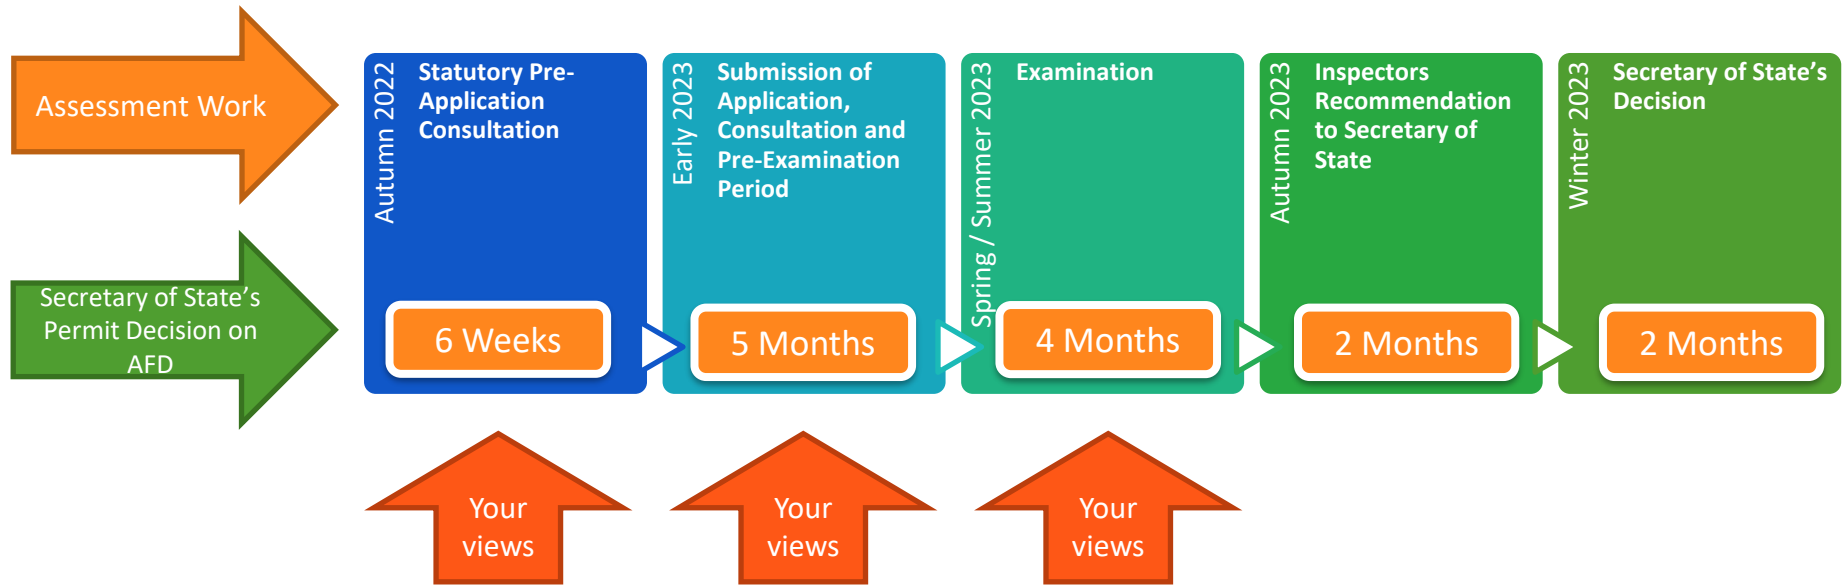 Assessment Work
Secretary of State’s
Permit Decision on
AFD
Autumn 2022
Statutory Pre-
Application
Consultation
6 Weeks
Early 2023
Submission of
Application,
Consultation and
Pre-Examination
Period
5 Months
Spring / Summer 2023
Examination
4 Months
Autumn 2023
Inspectors
Recommendation
to Secretary of
State
2 Months
Winter 2023
Secretary of State’s
Decision
2 Months
Your
views
Your
views
Your
views